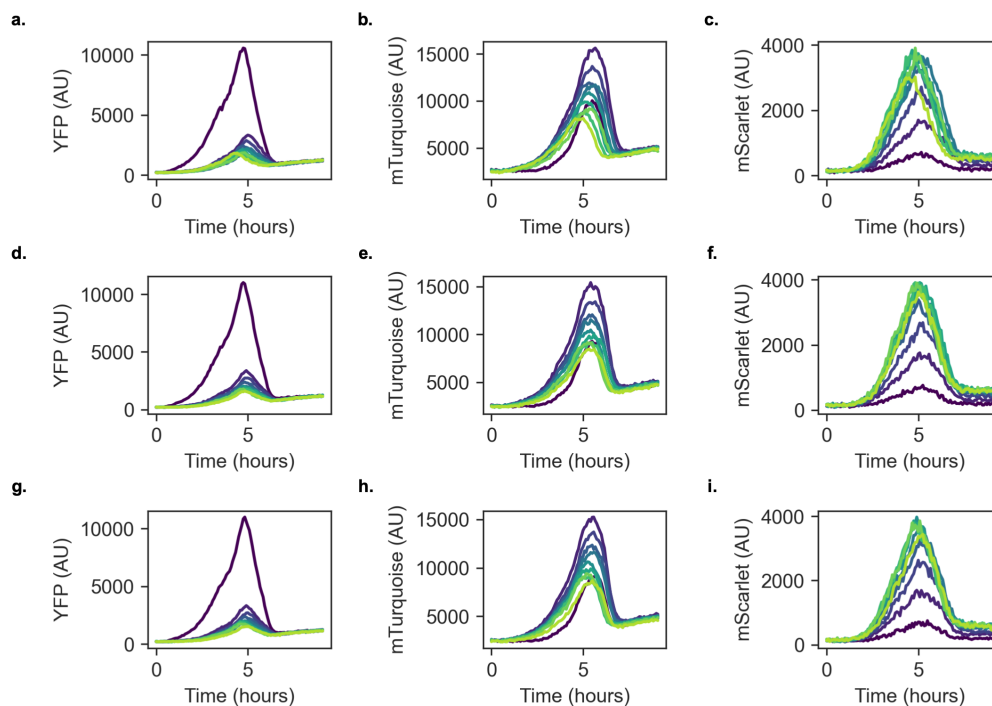 a.
b.
c.
YFP (AU)
10000
5000
0
0
5
Time (hours)
mTurquoise (AU)
15000
10000
5000
0
5
Time (hours)
mScarlet (AU)
4000
2000
0
0
5
Time (hours)
d.
e.
f.
YFP (AU)
10000
5000
0
0
5
Time (hours)
mTurquoise (AU)
15000
10000
5000
0
5
Time (hours)
mScarlet (AU)
4000
2000
0
0
5
Time (hours)
g.
h.
i.
YFP (AU)
10000
5000
0
0
5
Time (hours)
mTurquoise (AU)
15000
10000
5000
0
5
Time (hours)
mScarlet (AU)
4000
2000
0
0
5
Time (hours)